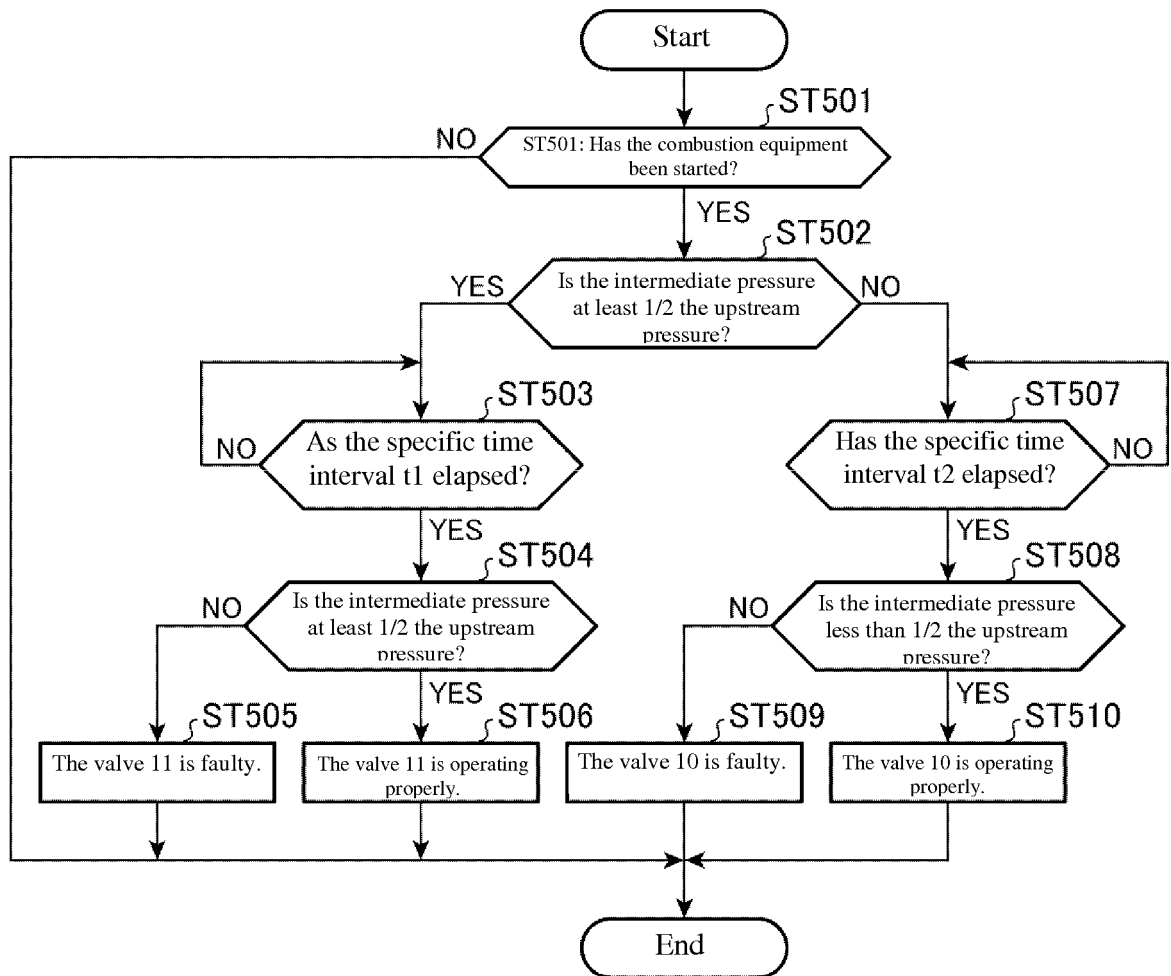 Start
ST501
NO
ST501: Has the combustion equipment
been started?
YES
ST502
YES
Is the intermediate pressure
at least 1/2 the upstream
pressure?
NO
ST503
NO
As the specific time
interval t1 elapsed?
YES
ST507
Has the specific time
interval t2 elapsed?
NO
YES
ST504
NO
Is the intermediate pressure
at least 1/2 the upstream
pressure?
YES
ST508
NO
Is the intermediate pressure
less than 1/2 the upstream
pressure?
YES
ST505
The valve 11 is faulty.
ST506
The valve 11 is operating
properly.
ST509
The valve 10 is faulty.
ST510
The valve 10 is operating
properly.
End